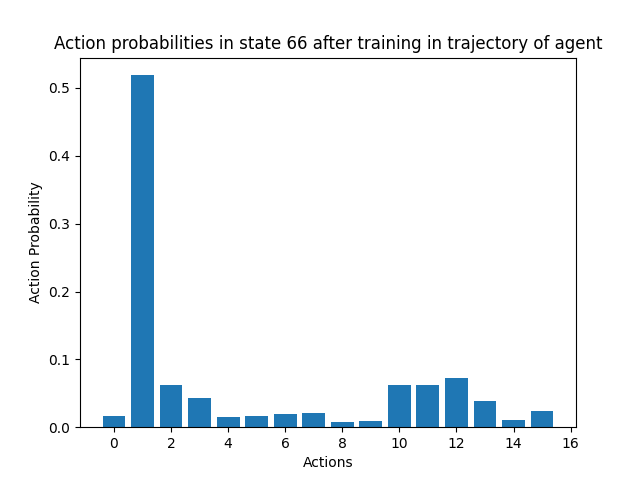 Action probabilities in state 66 after training in trajectory of agent
0.5
0.4
0.3
0.2
0.1
0.0
Action Probability
0 2 4 6 8 10 12 14 16
Actions